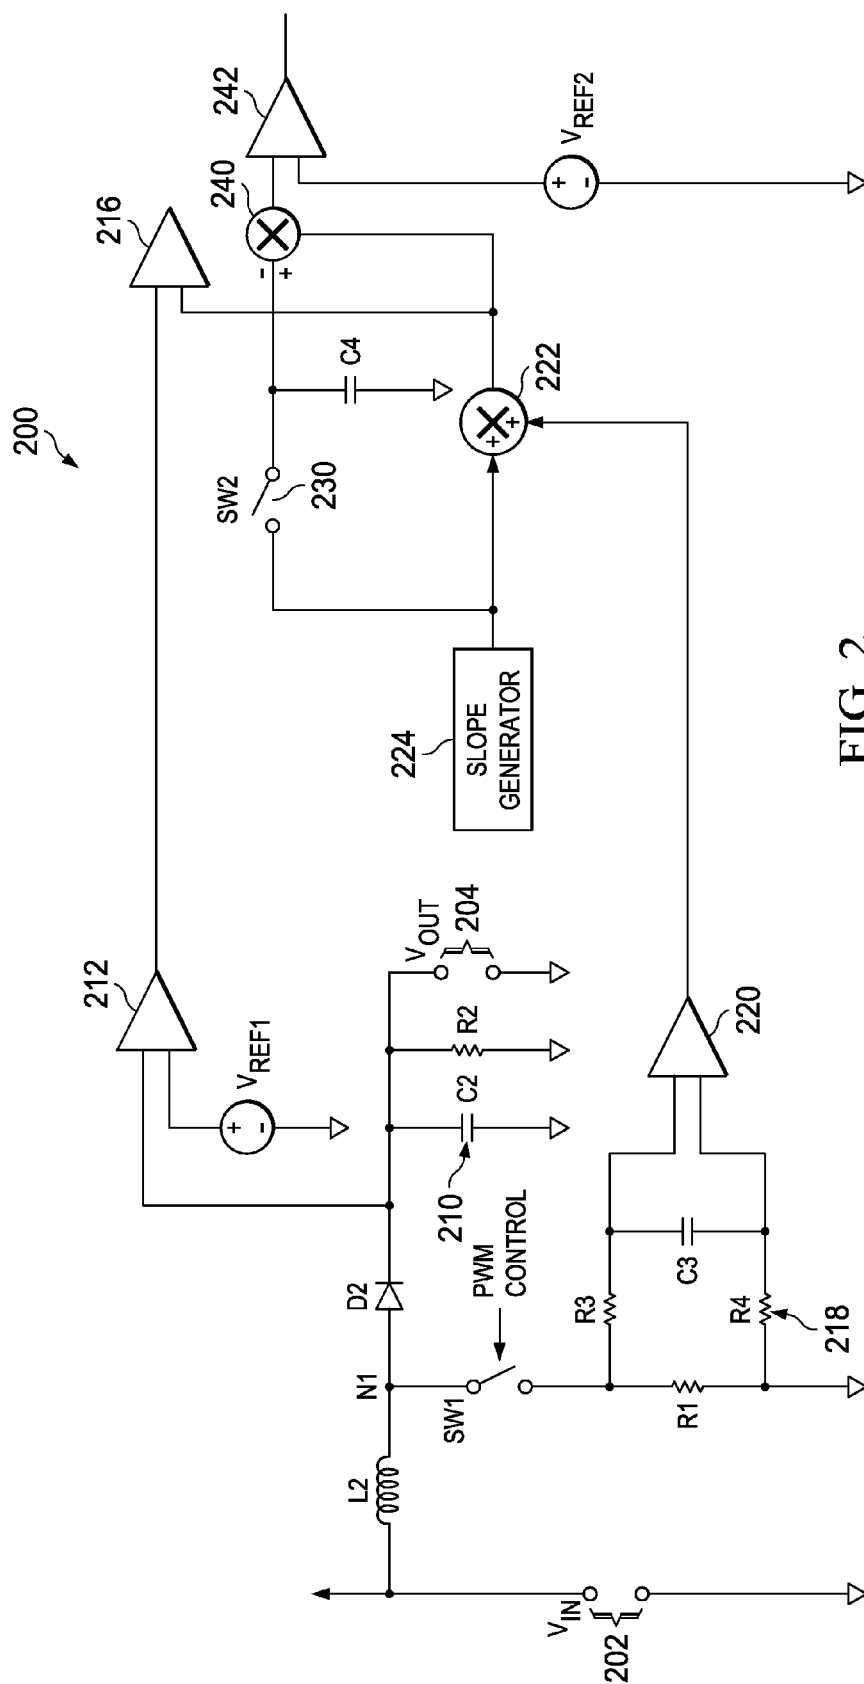 200
212
VREF1
216
240
242
VREF2
SW2
230
C4
222
224
SLOPE
GENERATOR
VOUT
204
R2
C2
210
D2
N1
L2
PWM
CONTROL
SW1
R3
C3
R1
R4
218
220
VIN
202
+
-
+
-
-
+
+
+
FIG. 2